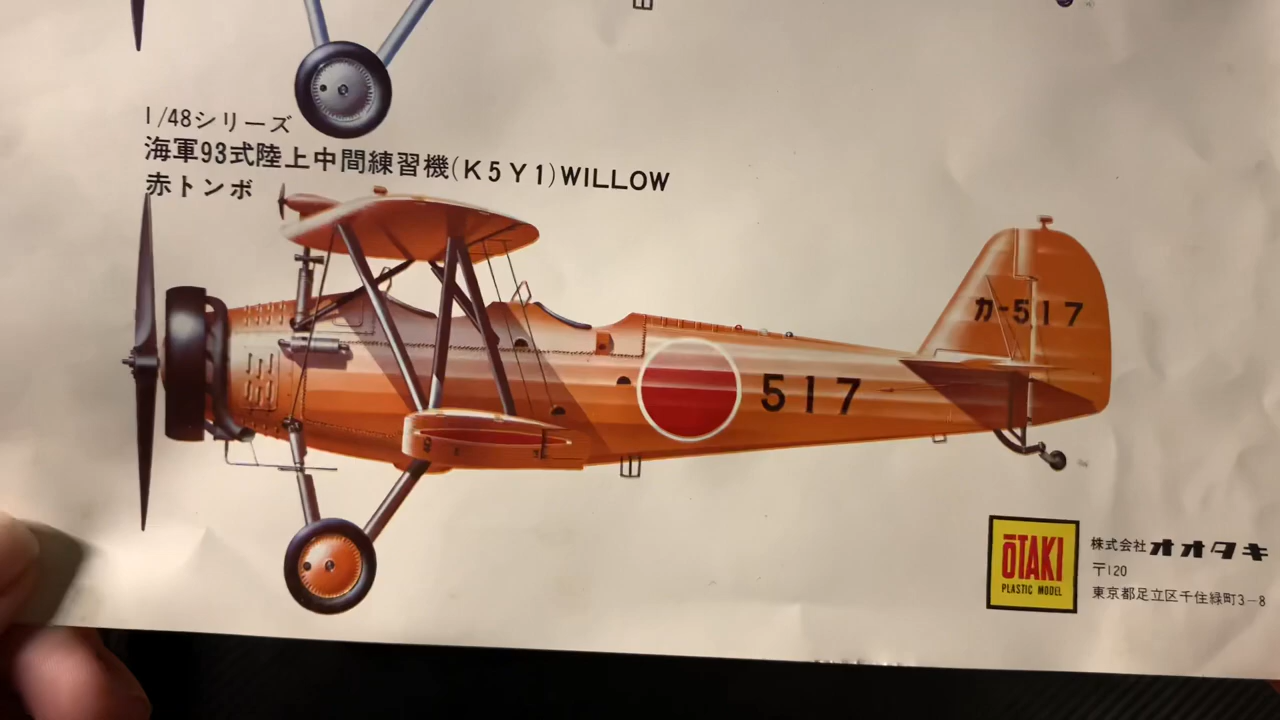 1/48シリーズ
海軍93式陸上中間練習機(K5Y1)WILLOW
赤トンボ
カ-517
517
ŌTAKI
PLASTIC MODEL
株式会社オオタキ
〒120
東京都足立区千住緑町3-8